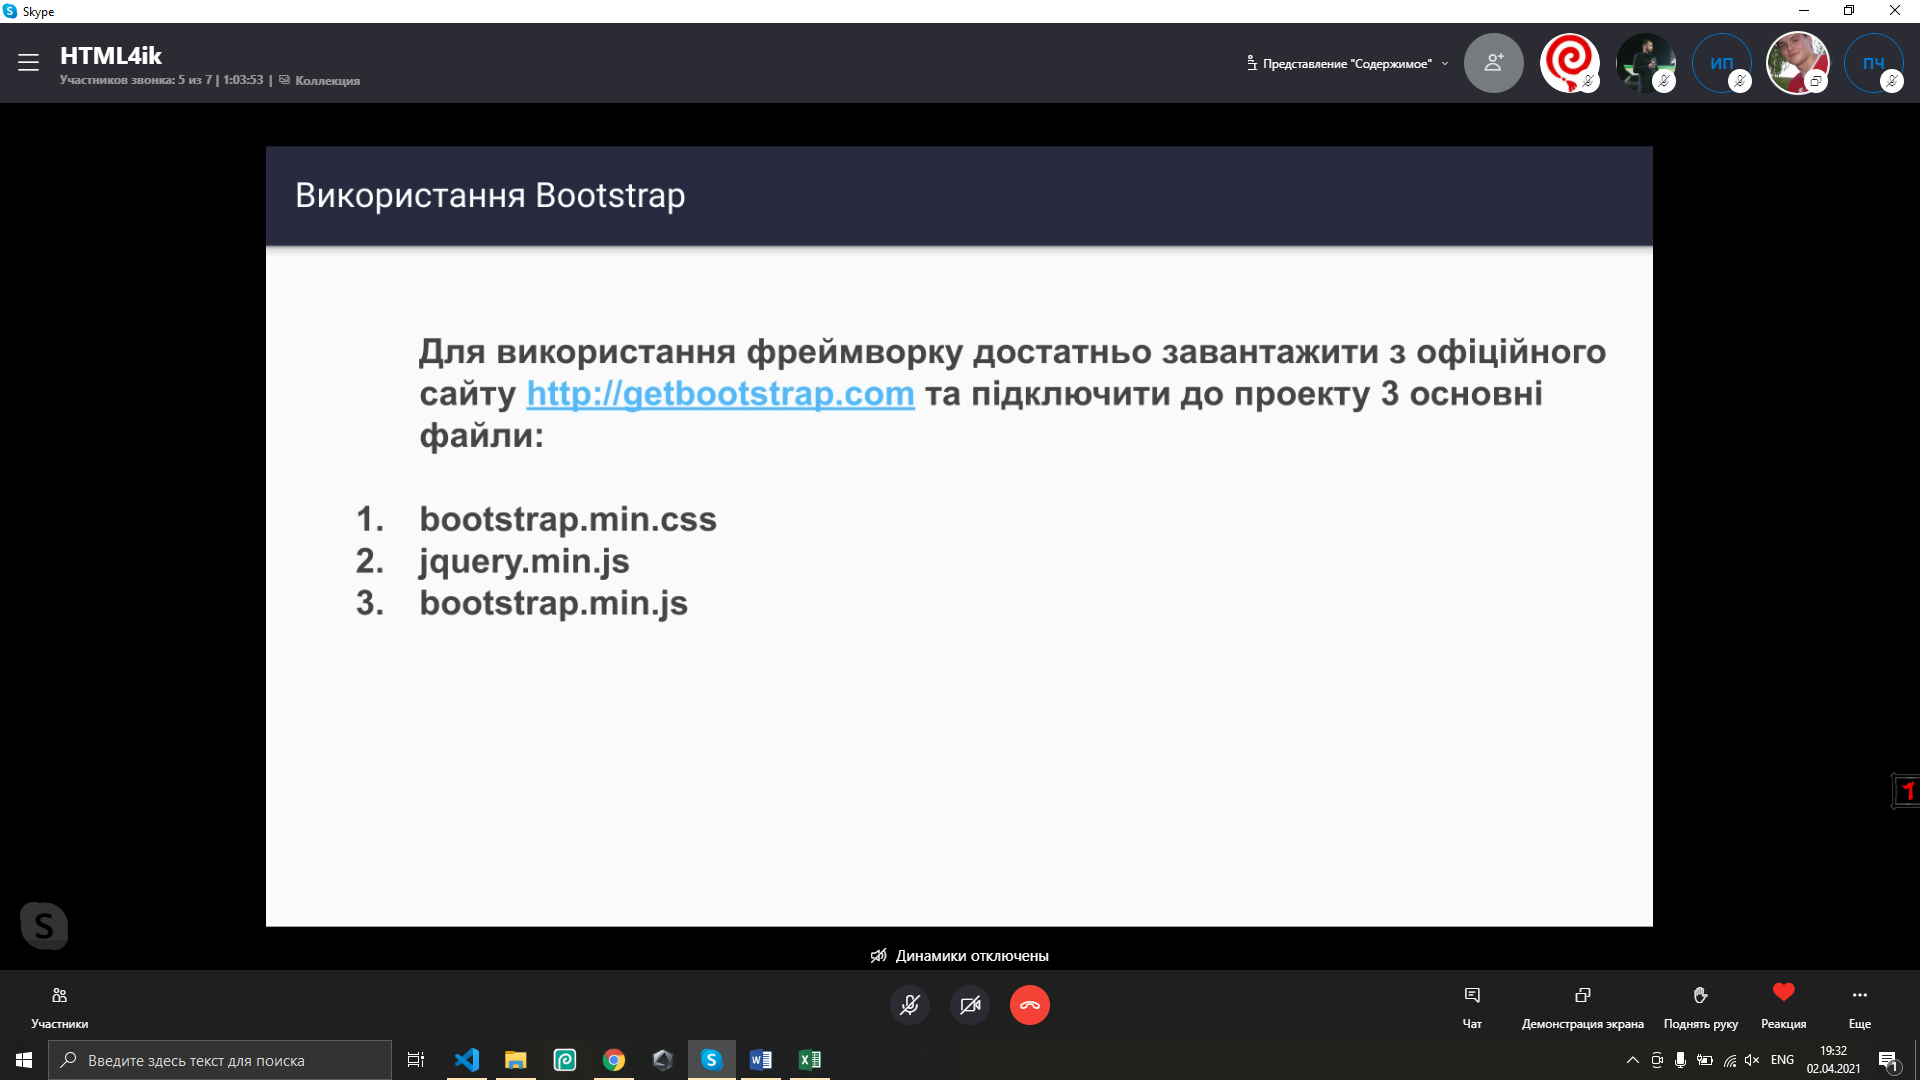 Skype
HTML4ik
Участников звонка: 5 из 7 | 1:03:53 | Коллекция
Представление "Содержимое"
ИП
ПЧ
Використання Bootstrap
Для використання фреймворку достатньо завантажити з офіційного
сайту http://getbootstrap.com та підключити до проекту 3 основні
файли:
1. bootstrap.min.css
2. jquery.min.js
3. bootstrap.min.js
Динамики отключены
Участники
Чат
Демонстрация экрана
Поднять руку
Реакция
Еще
Введите здесь текст для поиска
ENG
19:32
02.04.2021
1